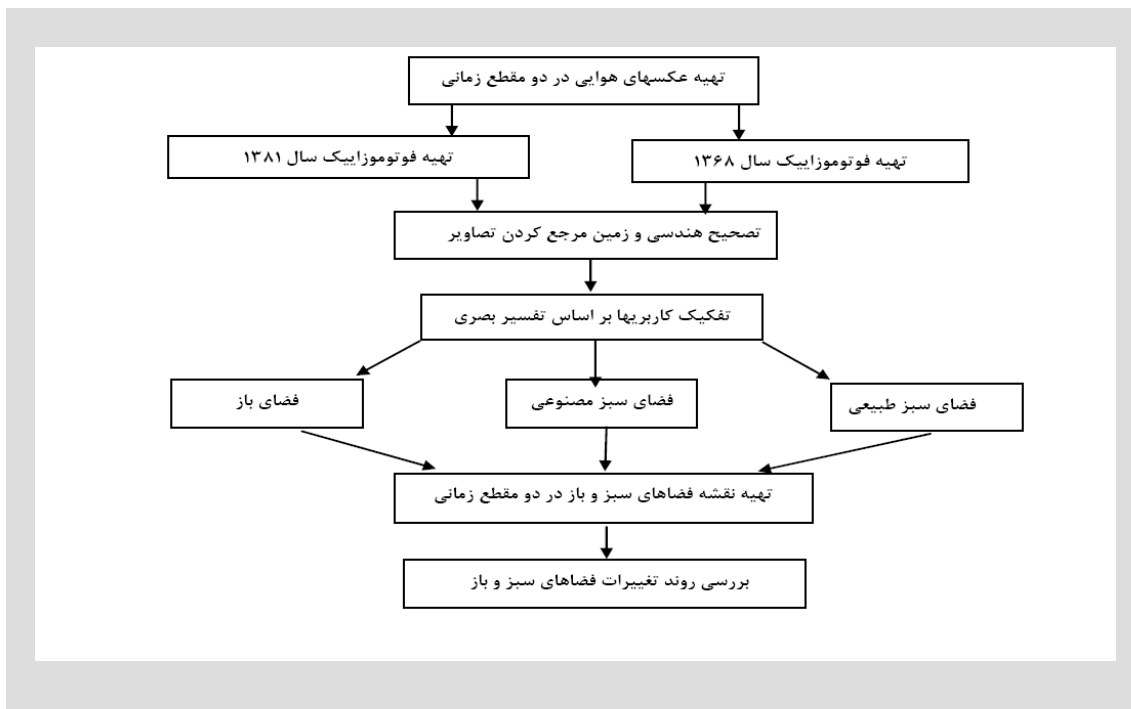 تهیه عکسهای هوایی در دو مقطع زمانی
تهیه فوتوموزاییک سال ۱۳۶۸
تهیه فوتوموزاییک سال ۱۳۸۱
تصحیح هندسی و زمین مرجع کردن تصاویر
تفکیک کاربریها بر اساس تفسیر بصری
فضای سبز طبیعی
فضای سبز مصنوعی
فضای باز
تهیه نقشه فضاهای سبز و باز در دو مقطع زمانی
بررسی روند تغییرات فضاهای سبز و باز